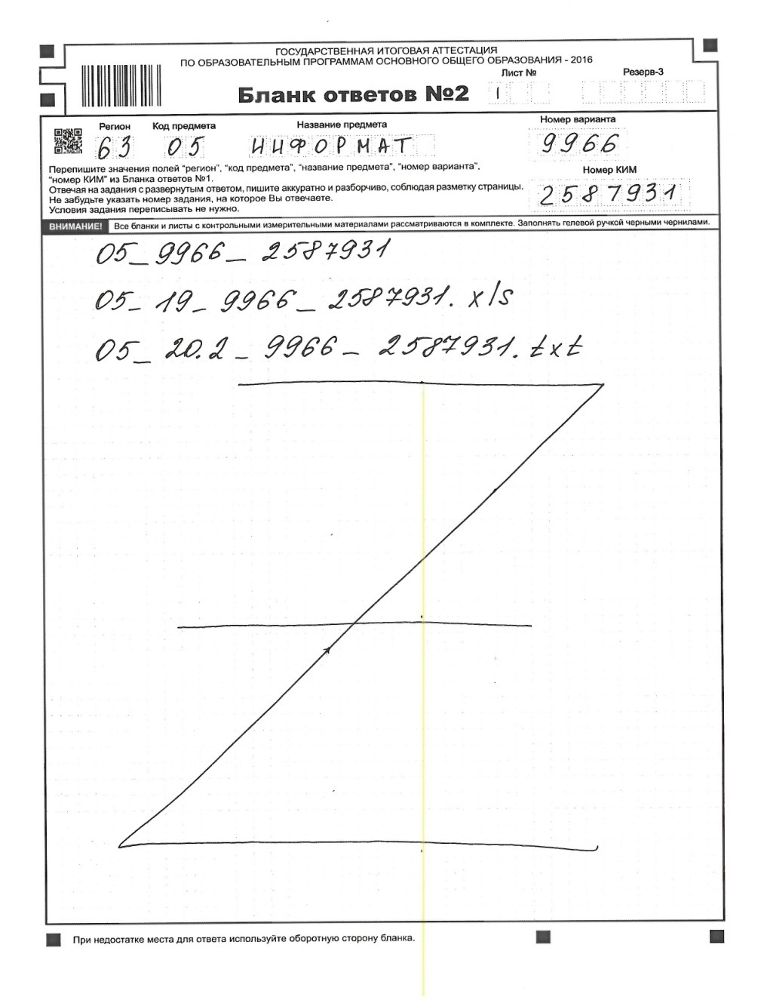 ГОСУДАРСТВЕННАЯ ИТОГОВАЯ АТТЕСТАЦИЯ
ПО ОБРАЗОВАТЕЛЬНЫМ ПРОГРАММАМ ОСНОВНОГО ОБЩЕГО ОБРАЗОВАНИЯ - 2016
Лист № Резерв-3
Бланк ответов №2 1
Регион Код предмета Название предмета Номер варианта
63 05 ИНФОРМАТ 9966
Перепишите значения полей "регион", "код предмета", "название предмета", "номер варианта",
"номер КИМ" из Бланка ответов №1.
Номер КИМ
Отвечая на задания с развернутым ответом, пишите аккуратно и разборчиво, соблюдая разметку страницы.
Не забудьте указать номер задания, на которое Вы отвечаете.
Условия задания переписывать не нужно.
2587931
ВНИМАНИЕ! Все бланки и листы с контрольными измерительными материалами рассматриваются в комплекте. Заполнять гелевой ручкой черными чернилами.
05_9966_2587931
05_19_9966_2587931.xls
05_20.2_9966_2587931.txt
При недостатке места для ответа используйте оборотную сторону бланка.